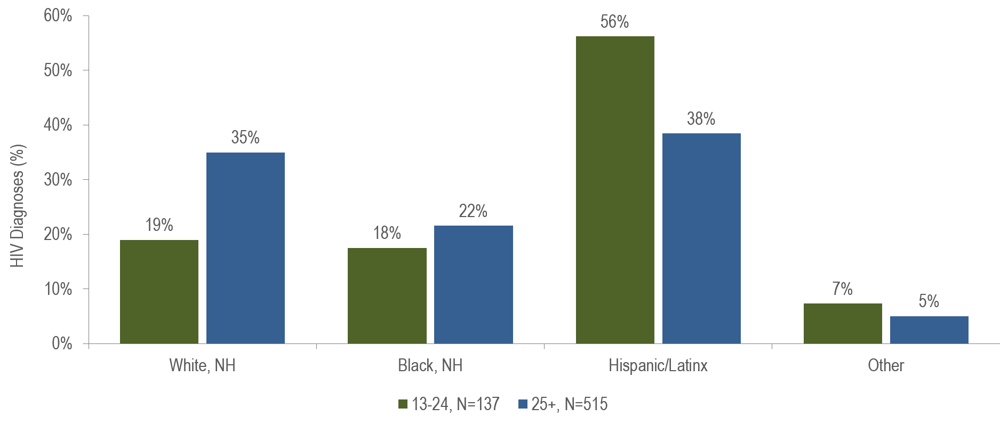 60%
50%
40%
30%
20%
10%
0%
HIV Diagnoses (%)
19%
35%
18%
22%
56%
38%
7%
5%
White, NH
Black, NH
Hispanic/Latinx
Other
13-24, N=137
25+, N=515